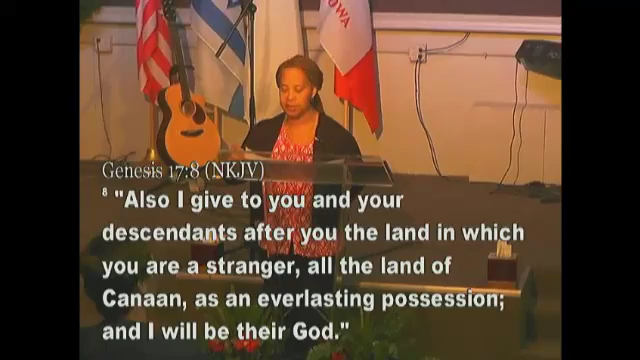 IOWA
Genesis 17:8 (NKJV)
8 "Also I give to you and your
descendants after you the land in which
you are a stranger, all the land of
Canaan, as an everlasting possession;
and I will be their God."